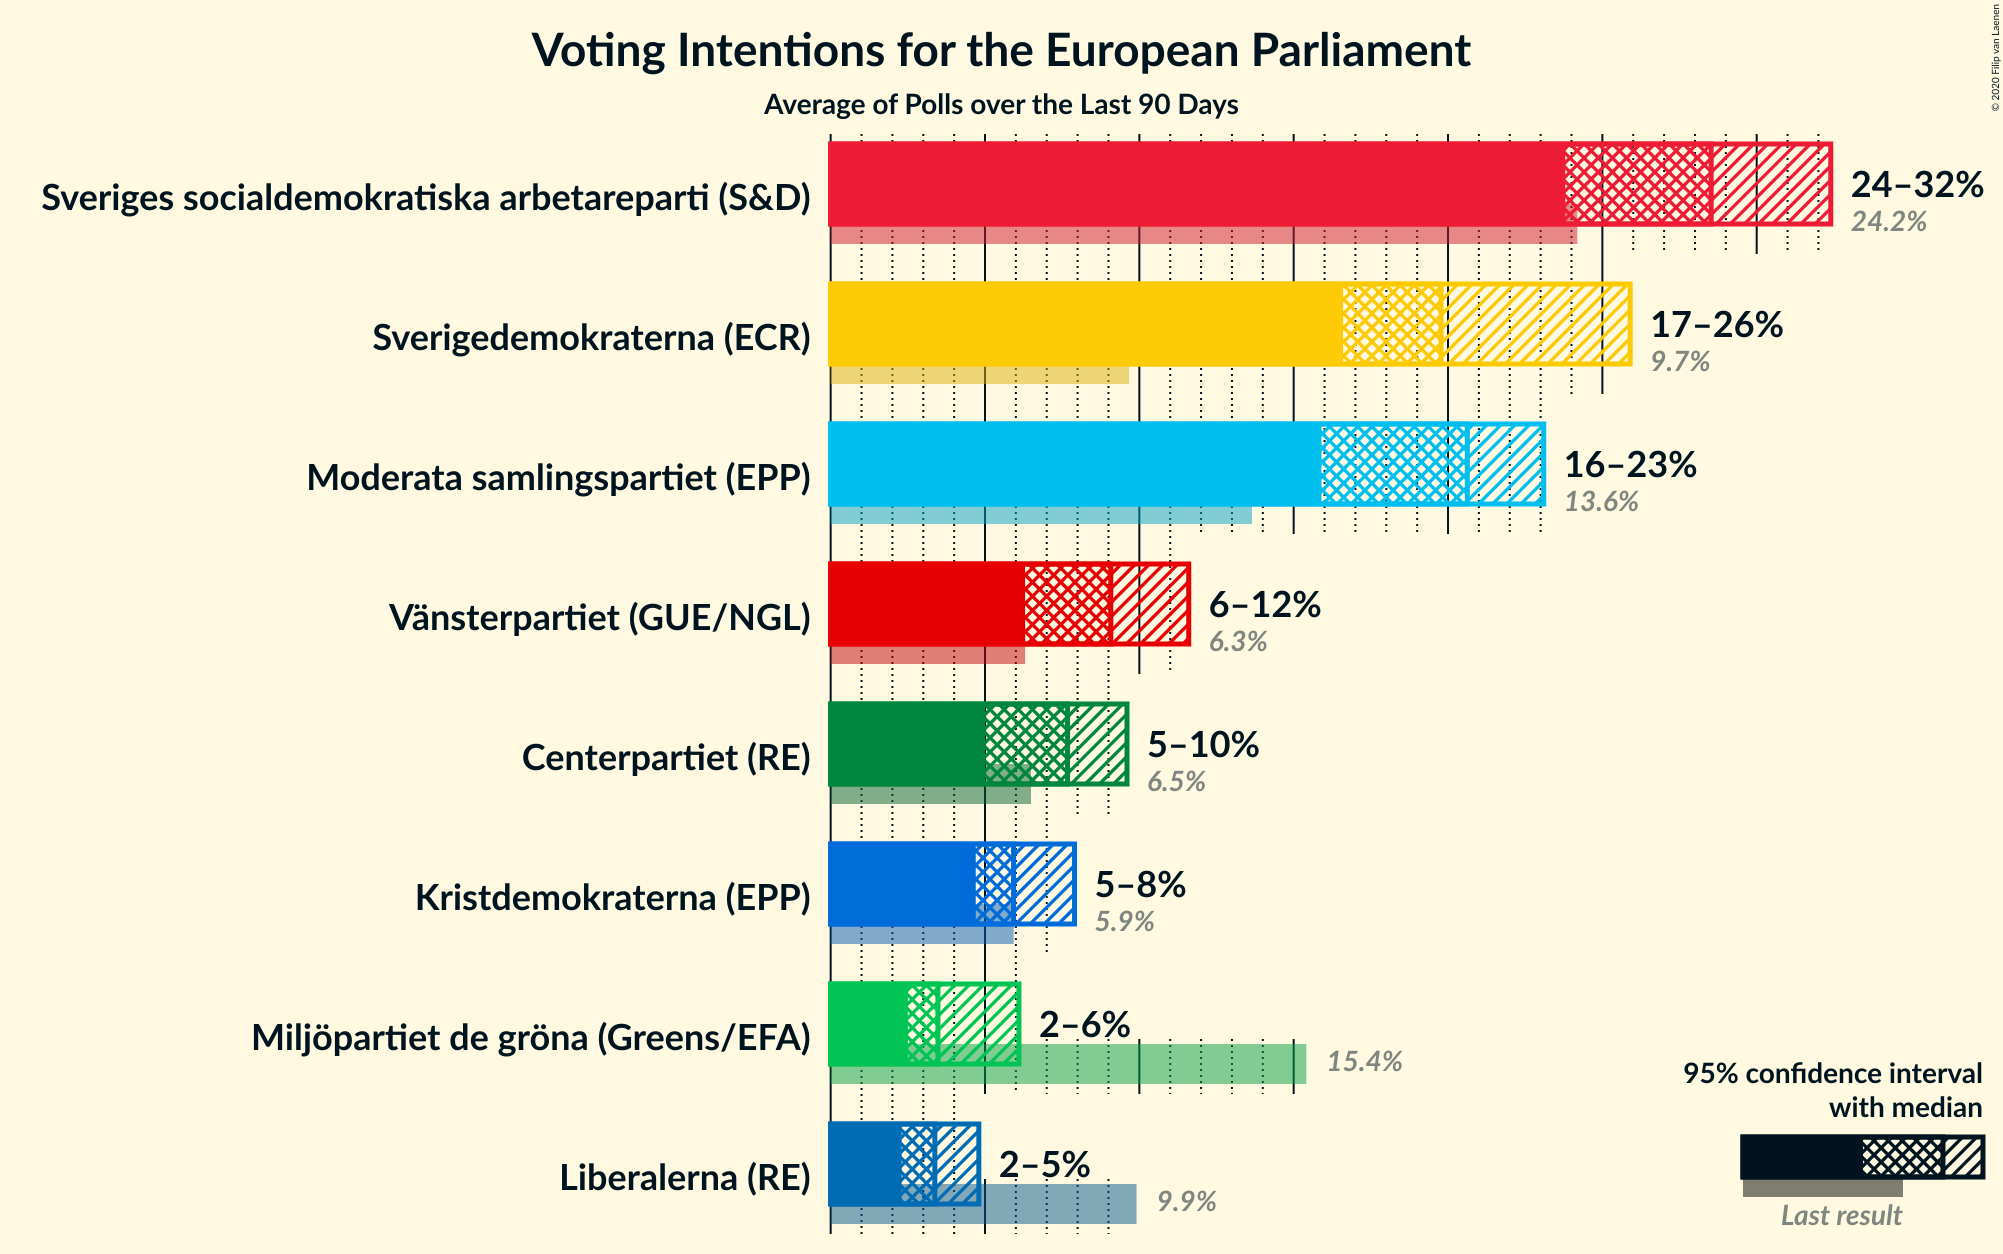 Voting Intentions for the European Parliament
Average of Polls over the Last 90 Days
© 2020 Filip van Laenen
Sveriges socialdemokratiska arbetareparti (S&D)
24–32%
24.2%
Sverigedemokraterna (ECR)
17–26%
9.7%
Moderata samlingspartiet (EPP)
16–23%
13.6%
Vänsterpartiet (GUE/NGL)
6–12%
6.3%
Centerpartiet (RE)
5–10%
6.5%
Kristdemokraterna (EPP)
5–8%
5.9%
Miljöpartiet de gröna (Greens/EFA)
2–6%
15.4%
Liberalerna (RE)
2–5%
9.9%
95% confidence interval
with median
Last result